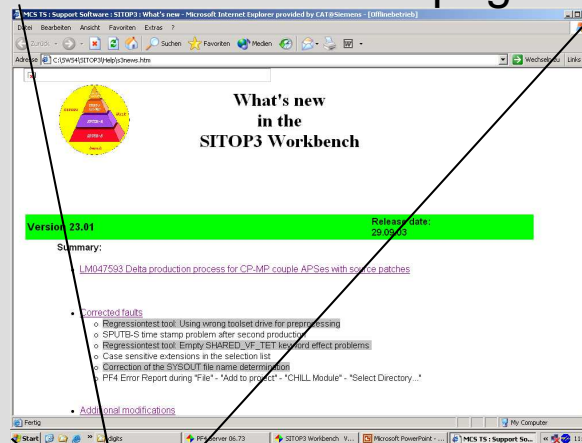 MCS TS : Support Software : SITOP3 : What's new - Microsoft Internet Explorer provided by CAT@Siemens - [Offlinebetrieb]
Datei Bearbeiten Ansicht Favoriten Extras ?
Zurück Suchen Favoriten Medien
Adresse C:\SWS4\SITOP3\Help\s3news.htm Wechseln zu Links
What's new
in the
SITOP3 Workbench
Version 23.01 Release date:
29.09.03
Summary:
LM047593 Delta production process for CP-MP couple APSes with source patches
Corrected faults
Regressiontest tool: Using wrong toolset drive for preprocessing
SPUTB-S time stamp problem after second production
Regressiontest tool: Empty SHARED_VF_TET keyword effect problems
Case sensitive extensions in the selection list
Correction of the SYSOUT file name determination
PF4 Error Report during "File" - "Add to project" - "CHILL Module" - "Select Directory..."
Additional modifications
Fertig My Computer
Start digits PF4 Server 06.73 SITOP3 Workbench V... Microsoft PowerPoint - ... MCS TS : Support So... 11